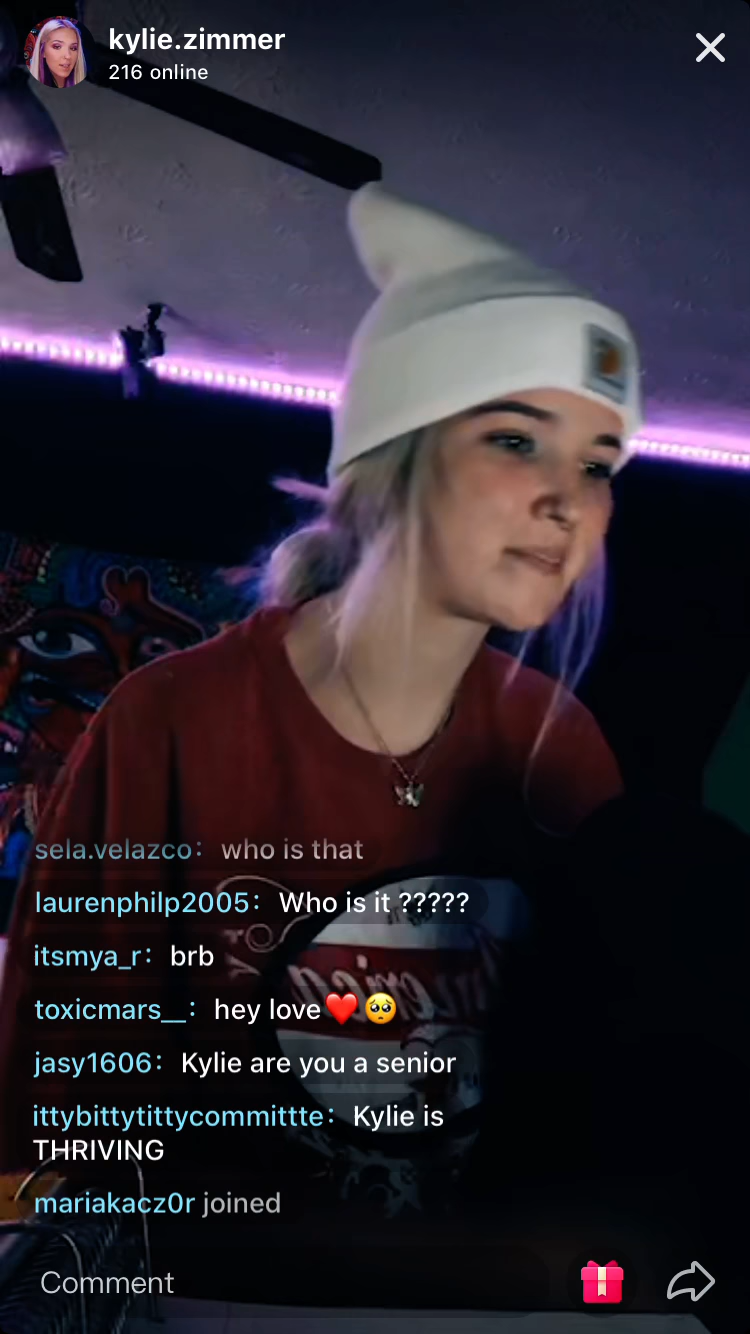 kylie.zimmer
216 online
sela.velazco: who is that
laurenphilp2005: Who is it ?????
itsmya_r: brb
toxicmars__: hey love❤️🥺
jasy1606: Kylie are you a senior
ittybittytittycommittte: Kylie is
THRIVING
mariakacz0r joined
Comment